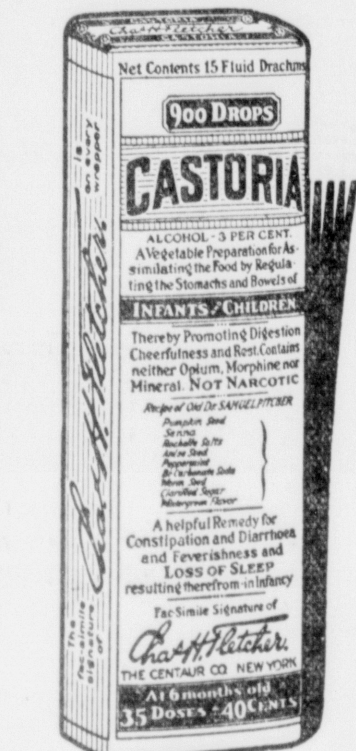 Chas. H. Fletcher
CASTORIA
Net Contents 15 Fluid Drachms
900 DROPS
CASTORIA
ALCOHOL - 3 PER CENT.
A Vegetable Preparation for As-
similating the Food by Regula-
ting the Stomachs and Bowels of
INFANTS / CHILDREN
Thereby Promoting Digestion
Cheerfulness and Rest. Contains
neither Opium, Morphine nor
Mineral. NOT NARCOTIC
Recipe of Old Dr. SAMUEL PITCHER
Pumpkin Seed
Senna
Rochelle Salts
Anise Seed
Peppermint
Bi Carbonate Soda
Worm Seed
Clarified Sugar
Wintergreen Flavor
A helpful Remedy for
Constipation and Diarrhoea
and Feverishness and
LOSS OF SLEEP
resulting therefrom-in Infancy
Fac-Simile Signature of
Chas. H. Fletcher.
THE CENTAUR CO. NEW YORK
At 6 months old
35 DOSES - 40 CENTS
The
fac-simile
signature
of
Chas. H. Fletcher.
is
on every
wrapper